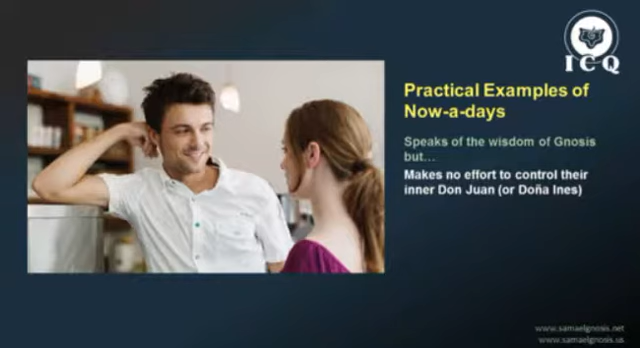 ICQ
Practical Examples of
Now-a-days
Speaks of the wisdom of Gnosis
but...
Makes no effort to control their
inner Don Juan (or Doña Ines)
www.samaelgnosis.net
www.samaelgnosis.us